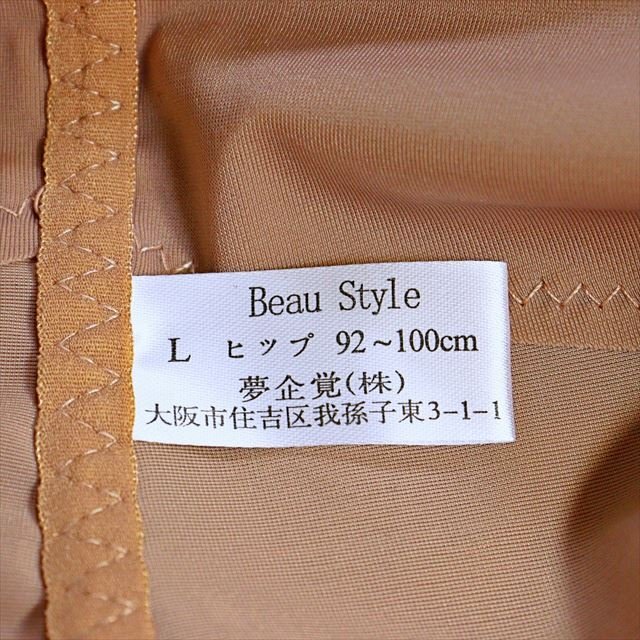 Beau Style
L ヒップ 92～100cm
夢企覚(株)
大阪市住吉区我孫子東3-1-1